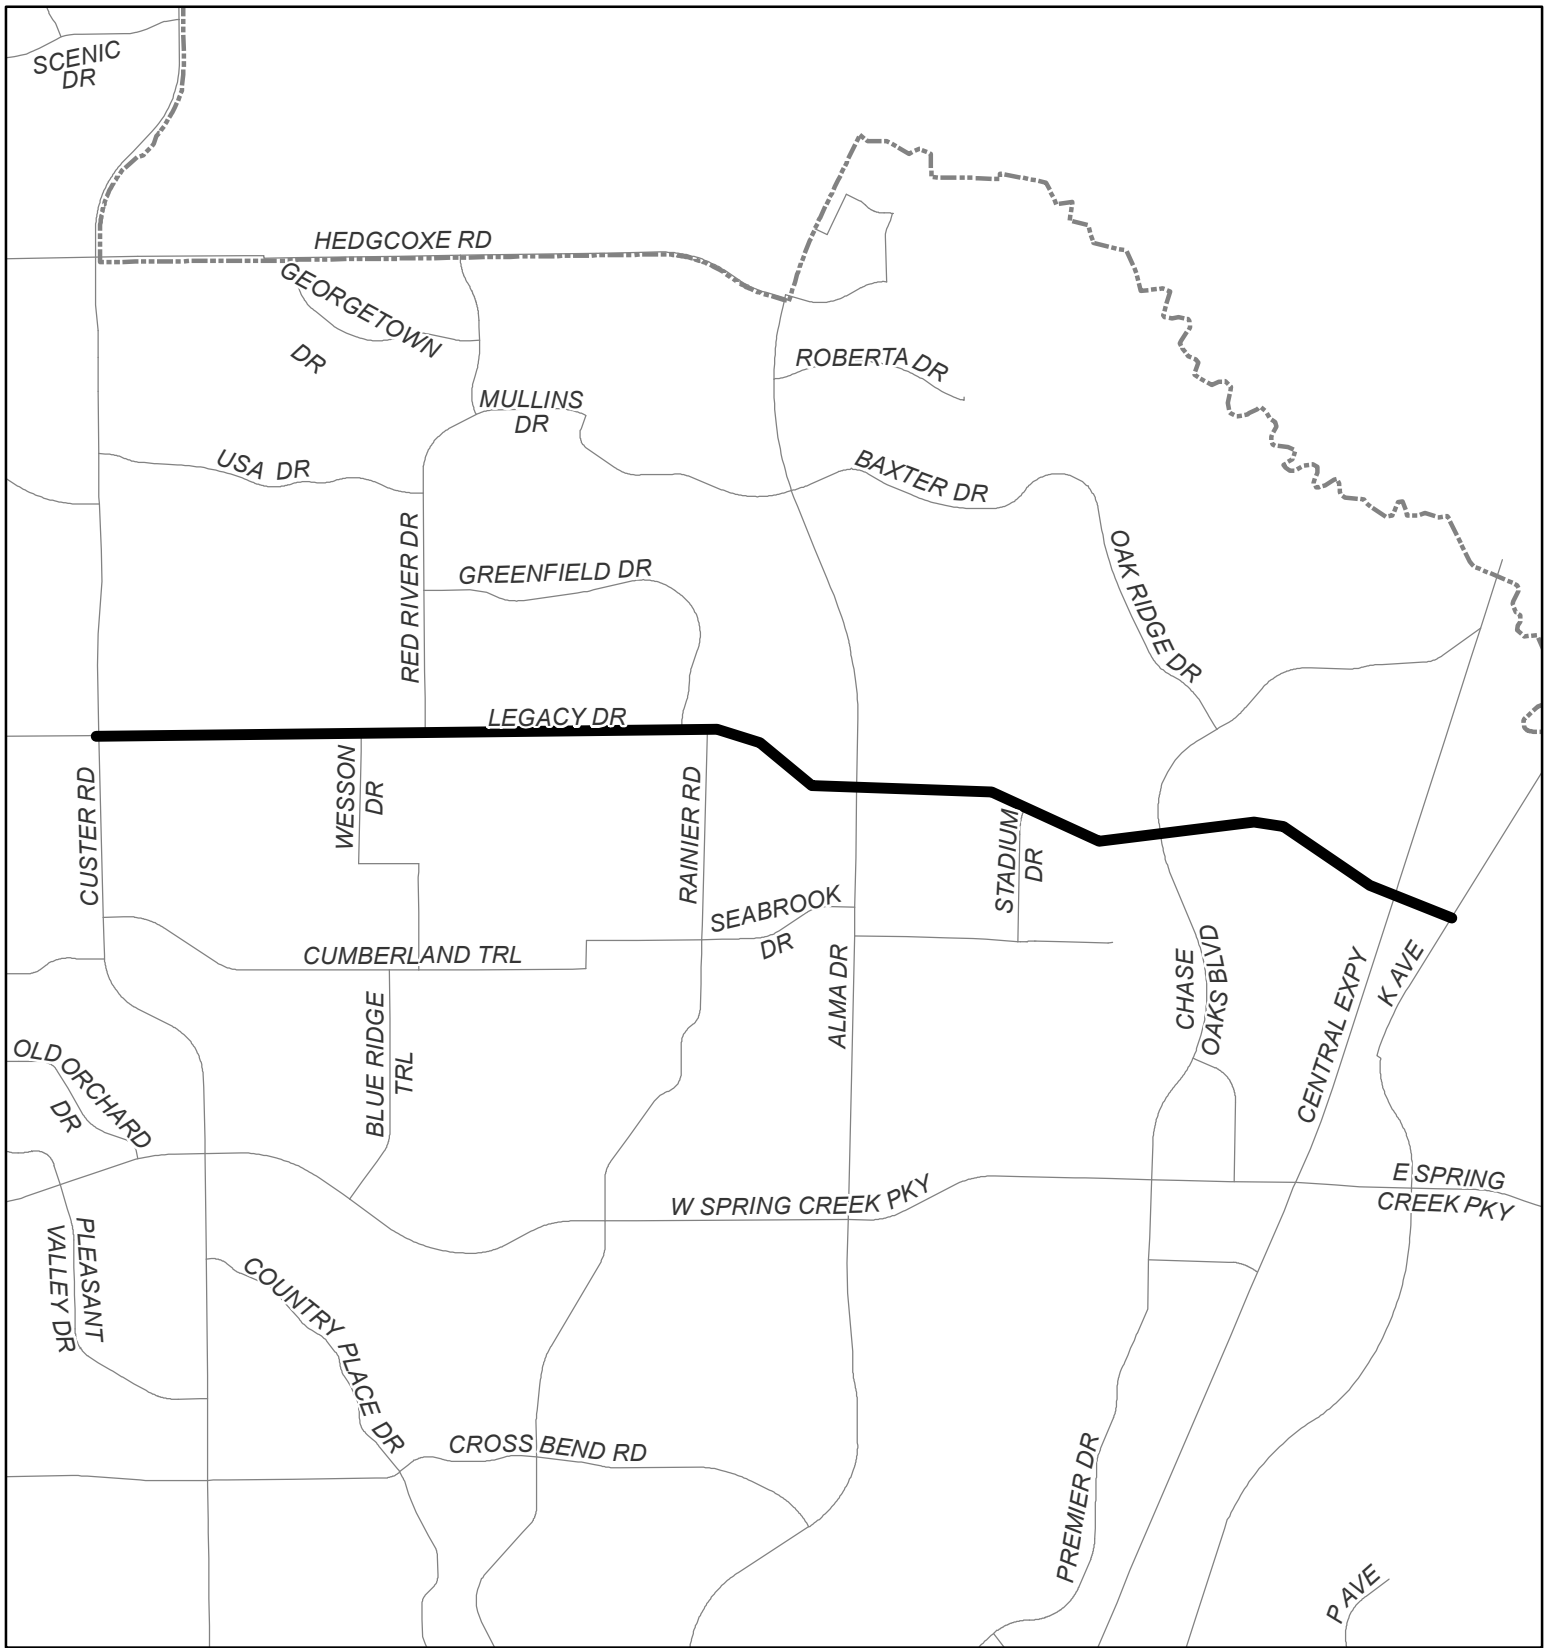 SCENIC
DR
HEDGCOXE RD
GEORGETOWN
DR
ROBERTA DR
MULLINS
DR
USA DR
BAXTER DR
RED RIVER DR
GREENFIELD DR
OAK RIDGE DR
LEGACY DR
CUSTER RD
WESSON
DR
RAINIER RD
STADIUM
DR
SEABROOK
DR
CUMBERLAND TRL
ALMA DR
CHASE
OAKS BLVD
CENTRAL EXPY
K AVE
BLUE RIDGE
TRL
OLD ORCHARD
DR
W SPRING CREEK PKY
E SPRING
CREEK PKY
PLEASANT
VALLEY DR
COUNTRY PLACE DR
CROSS BEND RD
PREMIER DR
P AVE